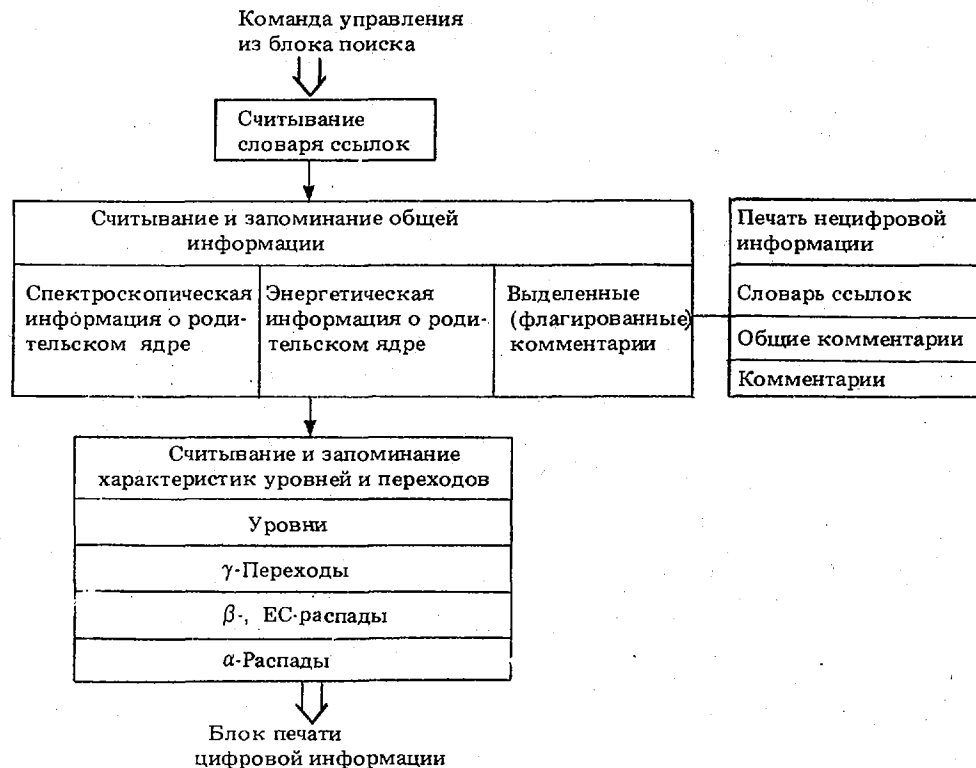 Команда управления
из блока поиска
Считывание
словаря ссылок
Считывание и запоминание общей
информации
Спектроскопическая
информация о роди-
тельском ядре
Энергетическая
информация о роди-
тельском ядре
Выделенные
(флагированные)
комментарии
Печать нецифровой
информации
Словарь ссылок
Общие комментарии
Комментарии
Считывание и запоминание
характеристик уровней и переходов
Уровни
γ-Переходы
β-, ЕС-распады
α-Распады
Блок печати
цифровой информации